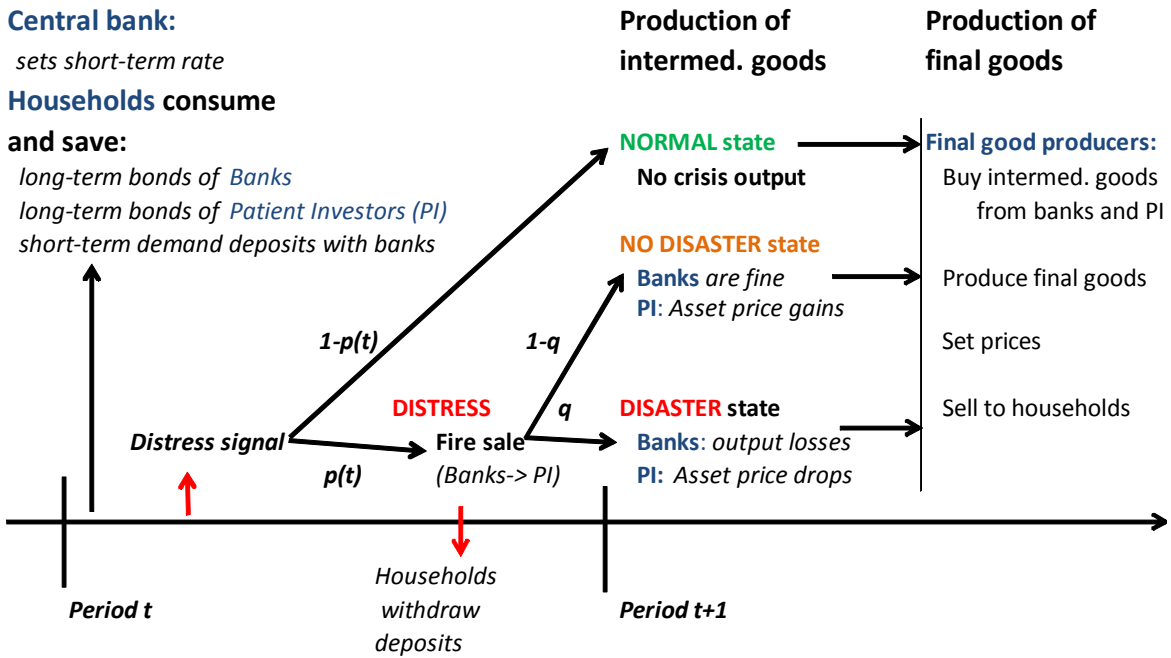 Central bank:
sets short-term rate
Households consume
and save:
long-term bonds of Banks
long-term bonds of Patient Investors (PI)
short-term demand deposits with banks
Production of
intermed. goods
Production of
final goods
NORMAL state
No crisis output
NO DISASTER state
Banks are fine
PI: Asset price gains
Final good producers:
Buy intermed. goods
from banks and PI
Produce final goods
Set prices
Sell to households
1-p(t)
1-q
DISTRESS
q
DISASTER state
Distress signal
Fire sale
Banks: output losses
p(t)
(Banks-> PI)
PI: Asset price drops
Households
withdraw
deposits
Period t
Period t+1